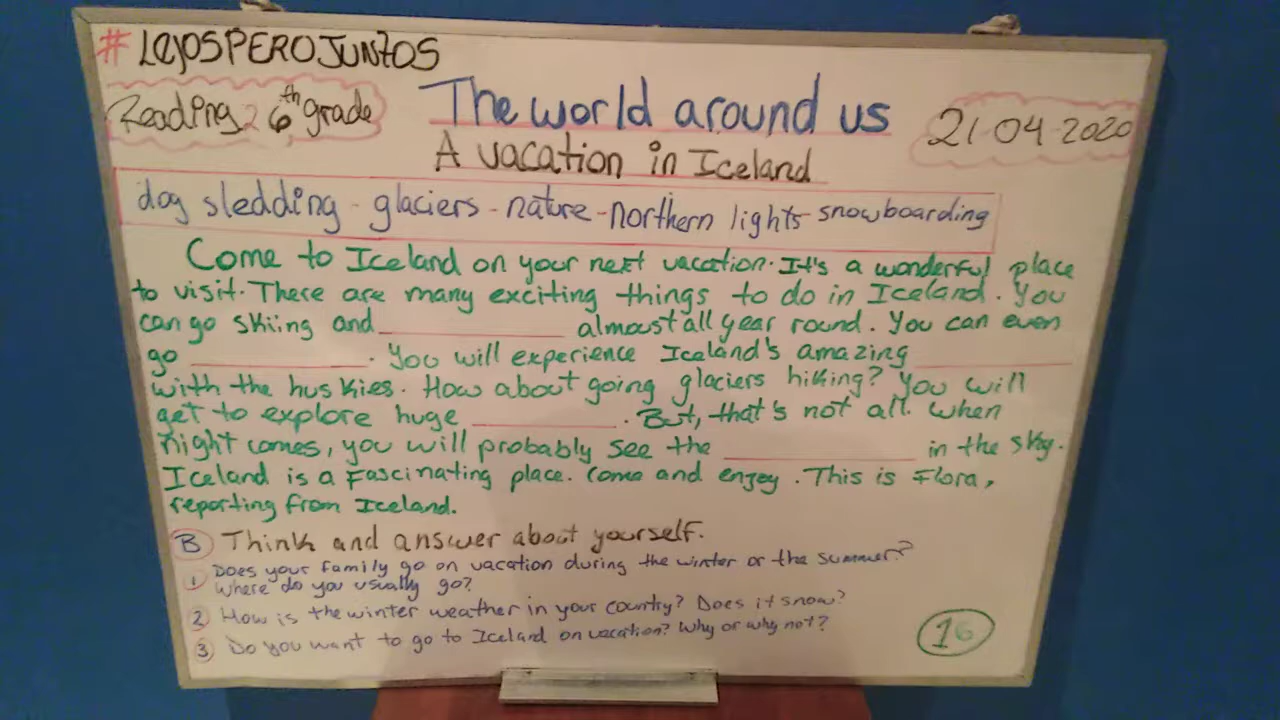 #LejOSPEROJUNTOS
Reading 6th grade
The world around us
21 04-2020
A vacation in Iceland
dog sledding - glaciers - nature - northern lights - snowboarding
Come to Iceland on your next vacation. It's a wonderful place
to visit. There are many exciting things to do in Iceland. You
can go skiing and ____________ almoust all year round. You can even
go ____________. You will experience Iceland's amazing ____________
with the huskies. How about going glaciers hiking? You will
get to explore huge ____________. But, that's not all. When
night comes, you will probably see the ____________ in the sky.
Iceland is a fascinating place. Come and enjoy. This is Flora,
reporting from Iceland.
B Think and answer about yourself.
1 Does your family go on vacation during the winter or the summer?
Where do you usually go?
2 How is the winter weather in your country? Does it snow?
3 Do you want to go to Iceland on vacation? Why or why not?
16